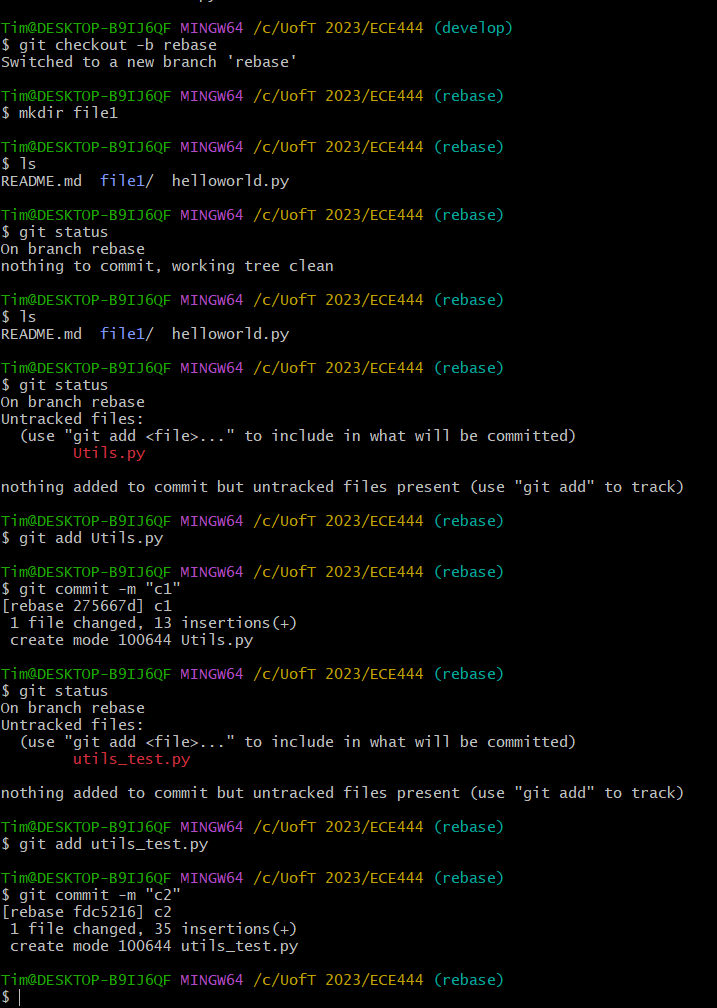 Tim@DESKTOP-B9IJ6QF MINGW64 /c/UofT 2023/ECE444 (develop)
$ git checkout -b rebase
Switched to a new branch 'rebase'
Tim@DESKTOP-B9IJ6QF MINGW64 /c/UofT 2023/ECE444 (rebase)
$ mkdir file1
Tim@DESKTOP-B9IJ6QF MINGW64 /c/UofT 2023/ECE444 (rebase)
$ ls
README.md  file1/  helloworld.py
Tim@DESKTOP-B9IJ6QF MINGW64 /c/UofT 2023/ECE444 (rebase)
$ git status
On branch rebase
nothing to commit, working tree clean
Tim@DESKTOP-B9IJ6QF MINGW64 /c/UofT 2023/ECE444 (rebase)
$ ls
README.md  file1/  helloworld.py
Tim@DESKTOP-B9IJ6QF MINGW64 /c/UofT 2023/ECE444 (rebase)
$ git status
On branch rebase
Untracked files:
  (use "git add <file>..." to include in what will be committed)
        Utils.py
nothing added to commit but untracked files present (use "git add" to track)
Tim@DESKTOP-B9IJ6QF MINGW64 /c/UofT 2023/ECE444 (rebase)
$ git add Utils.py
Tim@DESKTOP-B9IJ6QF MINGW64 /c/UofT 2023/ECE444 (rebase)
$ git commit -m "c1"
[rebase 275667d] c1
 1 file changed, 13 insertions(+)
 create mode 100644 Utils.py
Tim@DESKTOP-B9IJ6QF MINGW64 /c/UofT 2023/ECE444 (rebase)
$ git status
On branch rebase
Untracked files:
  (use "git add <file>..." to include in what will be committed)
        utils_test.py
nothing added to commit but untracked files present (use "git add" to track)
Tim@DESKTOP-B9IJ6QF MINGW64 /c/UofT 2023/ECE444 (rebase)
$ git add utils_test.py
Tim@DESKTOP-B9IJ6QF MINGW64 /c/UofT 2023/ECE444 (rebase)
$ git commit -m "c2"
[rebase fdc5216] c2
 1 file changed, 35 insertions(+)
 create mode 100644 utils_test.py
Tim@DESKTOP-B9IJ6QF MINGW64 /c/UofT 2023/ECE444 (rebase)
$